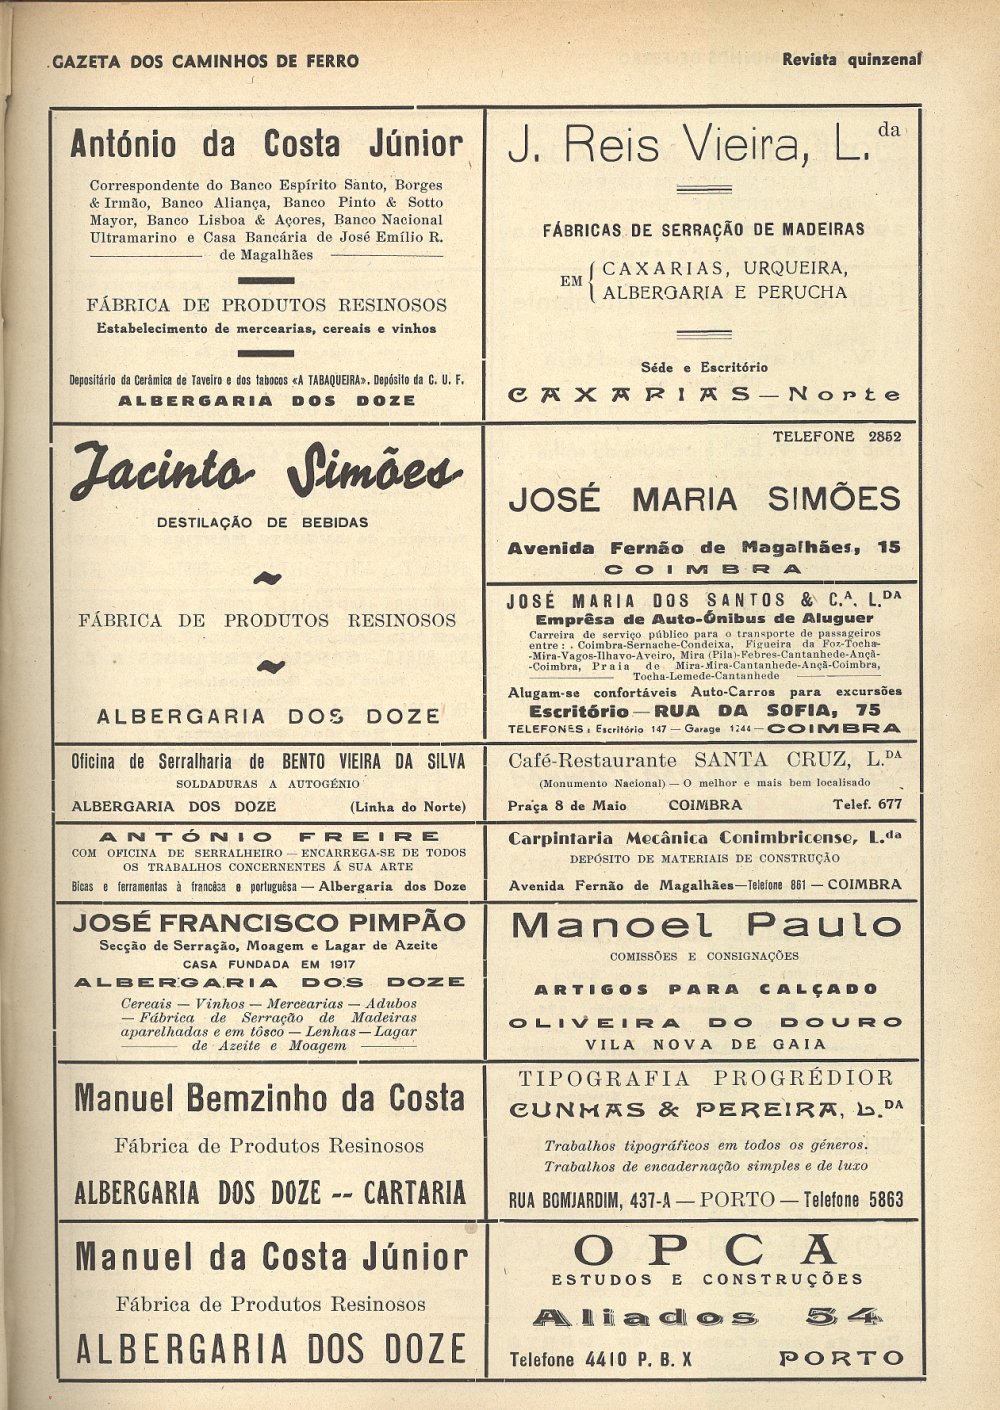 GAZETA DOS CAMINHOS DE FERRO
Revista quinzenal
António da Costa Júnior
Correspondente do Banco Espírito Santo, Borges
& Irmão, Banco Aliança, Banco Pinto & Sotto
Mayor, Banco Lisboa & Açores, Banco Nacional
Ultramarino e Casa Bancária de José Emílio R.
de Magalhães
FÁBRICA DE PRODUTOS RESINOSOS
Estabelecimento de mercearias, cereais e vinhos
Depositário da Cerâmica de Taveiro e dos tabocos «A TABAQUEIRA». Depósito da C. U. F.
ALBERGARIA DOS DOZE
J. Reis Vieira, L.da
FÁBRICAS DE SERRAÇÃO DE MADEIRAS
EM { CAXARIAS, URQUEIRA,
ALBERGARIA E PERUCHA
Séde e Escritório
CAXARIAS — Norte
Jacinto Simões
DESTILAÇÃO DE BEBIDAS
~
FÁBRICA DE PRODUTOS RESINOSOS
~
ALBERGARIA DOS DOZE
TELEFONE 2852
JOSÉ MARIA SIMÕES
Avenida Fernão de Magalhães, 15
COIMBRA
JOSÉ MARIA DOS SANTOS & C.A, L.DA
Emprêsa de Auto-Ónibus de Aluguer
Carreira de serviço público para o transporte de passageiros
entre : . Coimbra-Sernache-Condeixa, Figueira da Foz-Tocha-
-Mira-Vagos-Ilhavo-Aveiro, Mira (Pila)-Febres-Cantanhede-Ançã-
-Coimbra, Praia de Mira-Mira-Cantanhede-Ançã-Coimbra,
Tocha-Lemede-Cantanhede
Alugam-se confortáveis Auto-Carros para excursões
Escritório — RUA DA SOFIA, 75
TELEFONES: Escritório 147 — Garage 1244 — COIMBRA
Oficina de Serralharia de BENTO VIEIRA DA SILVA
SOLDADURAS A AUTOGÉNIO
ALBERGARIA DOS DOZE (Linha do Norte)
Café-Restaurante SANTA CRUZ, L.DA
(Monumento Nacional) — O melhor e mais bem localisado
Praça 8 de Maio COIMBRA Telef. 677
ANTÓNIO FREIRE
COM OFICINA DE SERRALHEIRO — ENCARREGA-SE DE TODOS
OS TRABALHOS CONCERNENTES Á SUA ARTE
Bicas e ferramentas à francêsa e portuguêsa — Albergaria dos Doze
Carpintaria Mecânica Conimbricense, L.da
DEPÓSITO DE MATERIAIS DE CONSTRUÇÃO
Avenida Fernão de Magalhães—Telefone 861 — COIMBRA
JOSÉ FRANCISCO PIMPÃO
Secção de Serração, Moagem e Lagar de Azeite
CASA FUNDADA EM 1917
ALBERGARIA DOS DOZE
Cereais — Vinhos — Mercearias — Adubos
— Fábrica de Serração de Madeiras
aparelhadas e em tôsco — Lenhas — Lagar
de Azeite e Moagem
Manoel Paulo
COMISSÕES E CONSIGNAÇÕES
ARTIGOS PARA CALÇADO
OLIVEIRA DO DOURO
VILA NOVA DE GAIA
Manuel Bemzinho da Costa
Fábrica de Produtos Resinosos
ALBERGARIA DOS DOZE -- CARTARIA
TIPOGRAFIA PROGRÉDIOR
CUNHAS & PEREIRA, L.DA
Trabalhos tipográficos em todos os géneros.
Trabalhos de encadernação simples e de luxo
RUA BOMJARDIM, 437-A — PORTO — Telefone 5863
Manuel da Costa Júnior
Fábrica de Produtos Resinosos
ALBERGARIA DOS DOZE
OPCA
ESTUDOS E CONSTRUÇÕES
Aliados 54
Telefone 4410 P. B. X PORTO